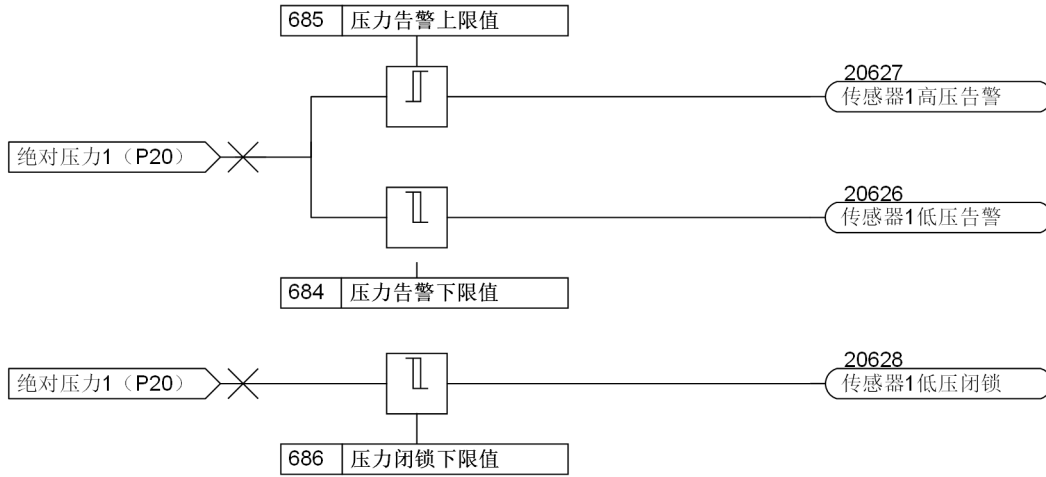 685 压力告警上限值
20627
传感器1高压告警
绝对压力1（P20）
20626
传感器1低压告警
684 压力告警下限值
20628
绝对压力1（P20）
传感器1低压闭锁
686 压力闭锁下限值